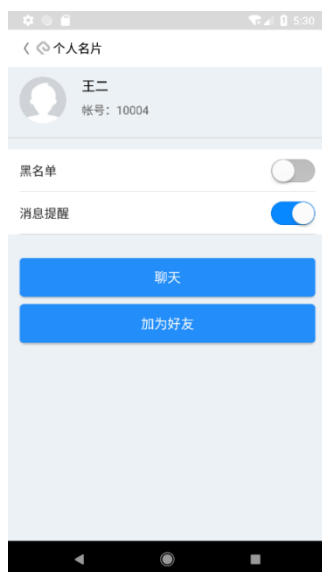 5:30
个人名片
王二
帐号：10004
黑名单
消息提醒
聊天
加为好友